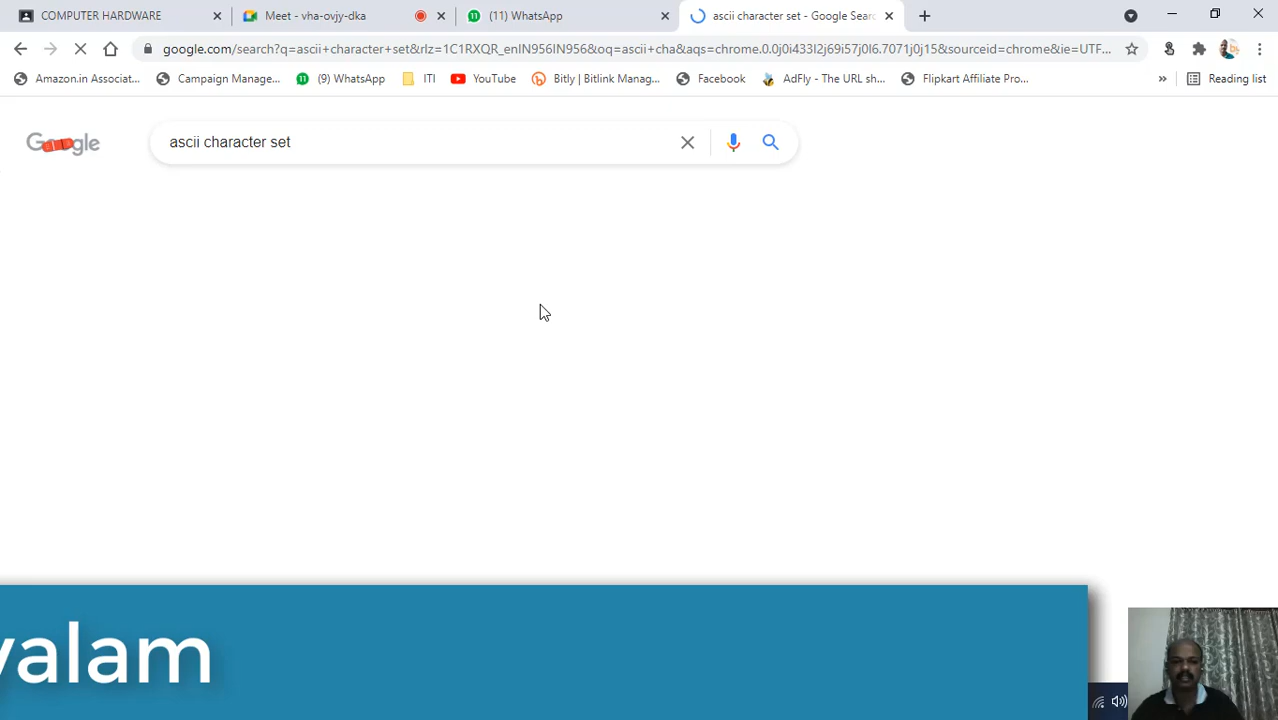 COMPUTER HARDWARE
Meet - vha-ovjy-dka
(11) WhatsApp
ascii character set - Google Sear
google.com/search?q=ascii+character+set&rlz=1C1RXQR_enIN956IN956&oq=ascii+cha&aqs=chrome.0.0j0i433l2j69i57j0l6.7071j0j15&sourceid=chrome&ie=UTF...
Amazon.in Associat...
Campaign Manage...
(9) WhatsApp
ITI
YouTube
Bitly | Bitlink Manag...
Facebook
AdFly - The URL sh...
Flipkart Affiliate Pro...
»
Reading list
Google
ascii character set
yalam